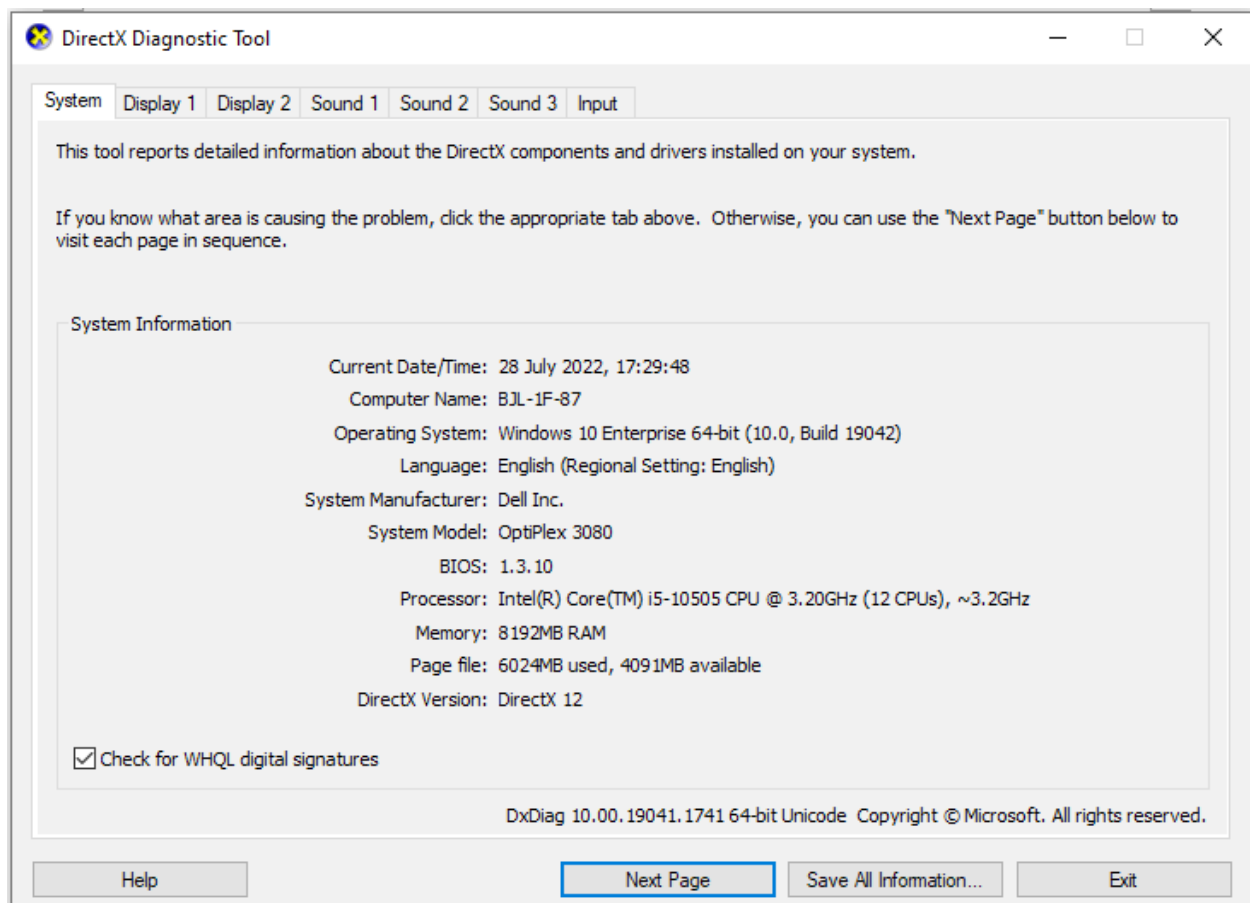 DirectX Diagnostic Tool
System Display 1 Display 2 Sound 1 Sound 2 Sound 3 Input
This tool reports detailed information about the DirectX components and drivers installed on your system.
If you know what area is causing the problem, click the appropriate tab above.  Otherwise, you can use the "Next Page" button below to
visit each page in sequence.
System Information
Current Date/Time: 28 July 2022, 17:29:48
Computer Name: BJL-1F-87
Operating System: Windows 10 Enterprise 64-bit (10.0, Build 19042)
Language: English (Regional Setting: English)
System Manufacturer: Dell Inc.
System Model: OptiPlex 3080
BIOS: 1.3.10
Processor: Intel(R) Core(TM) i5-10505 CPU @ 3.20GHz (12 CPUs), ~3.2GHz
Memory: 8192MB RAM
Page file: 6024MB used, 4091MB available
DirectX Version: DirectX 12
Check for WHQL digital signatures
DxDiag 10.00.19041.1741 64-bit Unicode  Copyright © Microsoft. All rights reserved.
Help Next Page Save All Information... Exit